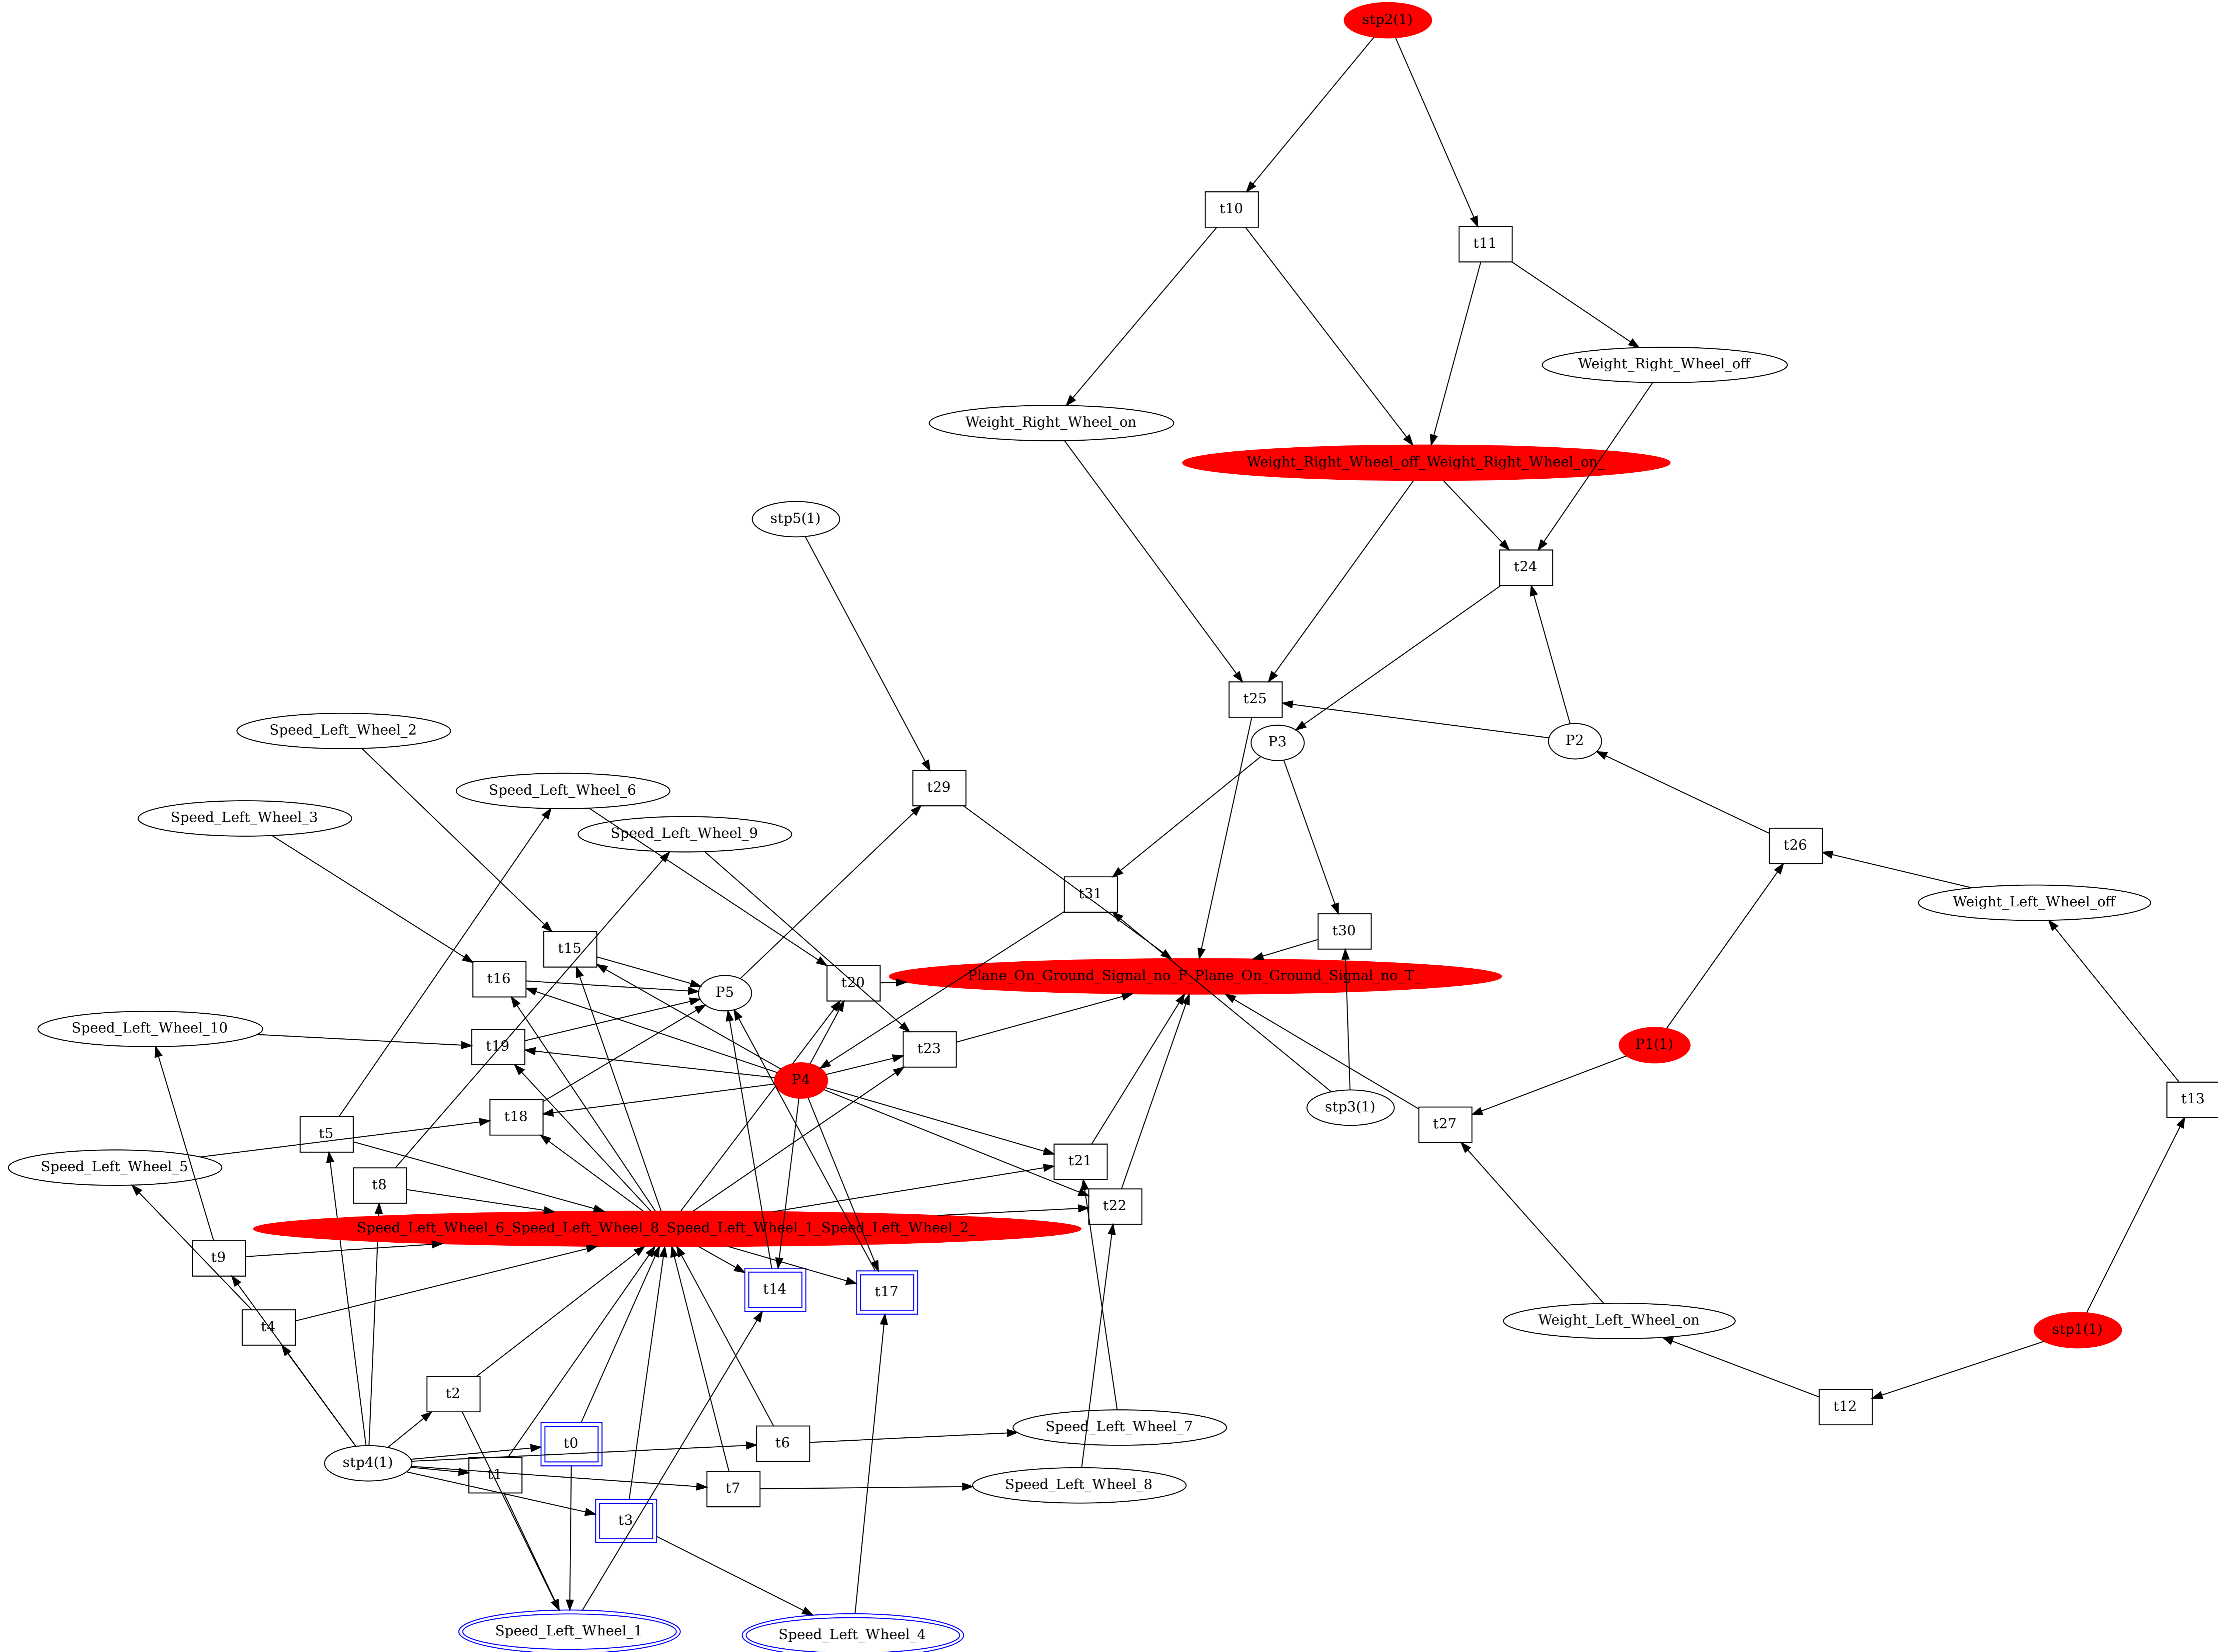 stp2(1)
t10
t11
Weight_Right_Wheel_off
Weight_Right_Wheel_on
Weight_Right_Wheel_off_Weight_Right_Wheel_on_
stp5(1)
t24
t25
Speed_Left_Wheel_2
P3
P2
t29
Speed_Left_Wheel_6
Speed_Left_Wheel_3
Speed_Left_Wheel_9
t26
t31
Weight_Left_Wheel_off
t30
t15
t16
P5
t20
Plane_On_Ground_Signal_no_F_Plane_On_Ground_Signal_no_T_
Speed_Left_Wheel_10
t19
t23
P1(1)
P4
t13
stp3(1)
t18
t27
t5
Speed_Left_Wheel_5
t21
t8
t22
Speed_Left_Wheel_6_Speed_Left_Wheel_8_Speed_Left_Wheel_1_Speed_Left_Wheel_2_
t9
t14
t17
t4
Weight_Left_Wheel_on
stp1(1)
t2
t12
Speed_Left_Wheel_7
t0
t6
stp4(1)
t1
t7
Speed_Left_Wheel_8
t3
Speed_Left_Wheel_1
Speed_Left_Wheel_4